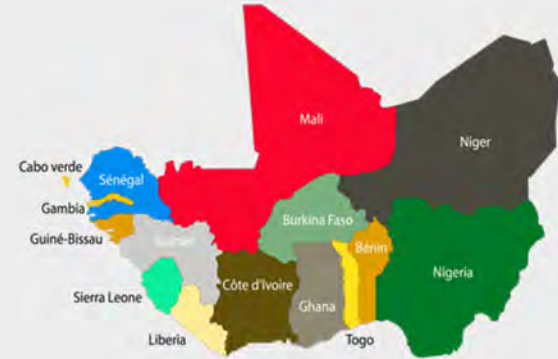 Mali
Niger
Cabo verde
Sénégal
Gambia
Burkina Faso
Guiné-Bissau
Bénin
Nigeria
Côte d'Ivoire
Sierra Leone
Ghana
Liberia
Togo